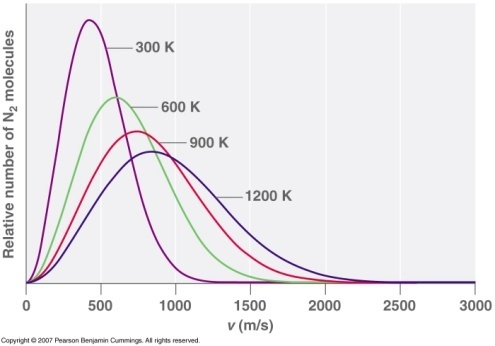 Relative number of N₂ molecules
300 K
600 K
900 K
1200 K
0 500 1000 1500 2000 2500 3000
v (m/s)
Copyright © 2007 Pearson Benjamin Cummings. All rights reserved.